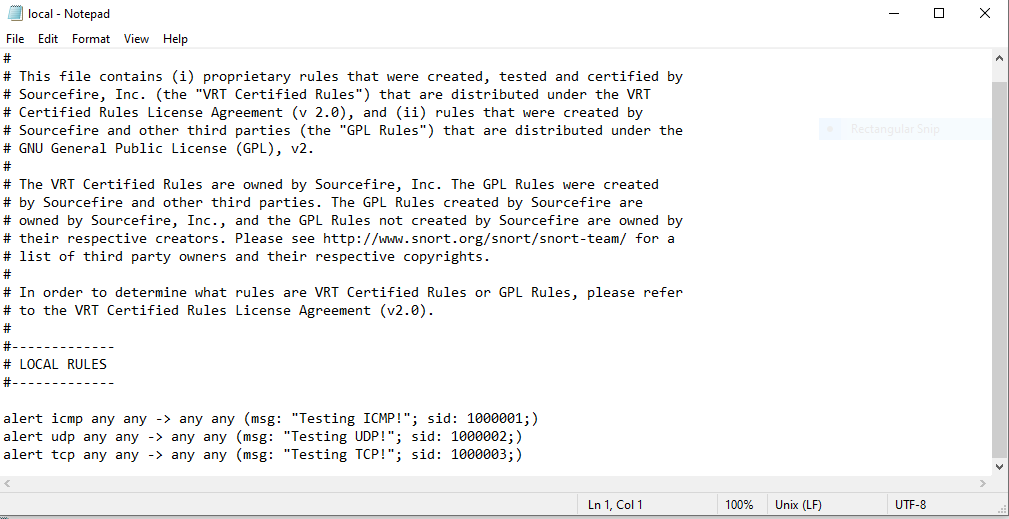 local - Notepad
File Edit Format View Help
#
# This file contains (i) proprietary rules that were created, tested and certified by
# Sourcefire, Inc. (the "VRT Certified Rules") that are distributed under the VRT
# Certified Rules License Agreement (v 2.0), and (ii) rules that were created by
# Sourcefire and other third parties (the "GPL Rules") that are distributed under the
# GNU General Public License (GPL), v2.
#
# The VRT Certified Rules are owned by Sourcefire, Inc. The GPL Rules were created
# by Sourcefire and other third parties. The GPL Rules created by Sourcefire are
# owned by Sourcefire, Inc., and the GPL Rules not created by Sourcefire are owned by
# their respective creators. Please see http://www.snort.org/snort/snort-team/ for a
# list of third party owners and their respective copyrights.
#
# In order to determine what rules are VRT Certified Rules or GPL Rules, please refer
# to the VRT Certified Rules License Agreement (v2.0).
#
#-------------
# LOCAL RULES
#-------------
alert icmp any any -> any any (msg: "Testing ICMP!"; sid: 1000001;)
alert udp any any -> any any (msg: "Testing UDP!"; sid: 1000002;)
alert tcp any any -> any any (msg: "Testing TCP!"; sid: 1000003;)
Rectangular Snip
Ln 1, Col 1 100% Unix (LF) UTF-8